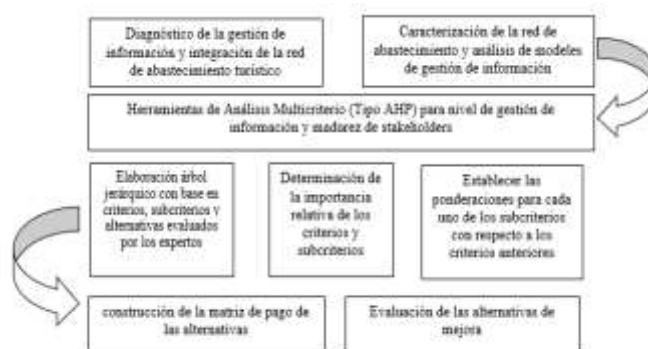 Diagnóstico de la gestión de
información y integración de la red
de abastecimiento turístico
Caracterización de la red de
abastecimiento y análisis de modeles
de gestión de información
Herramientas de Análisis Multicriterio (Tipo AHP) para nivel de gestión de
información y madurez de stakeholders
Elaboración árbol
jerárquico con base en
criterios, subcriterios y
alternativas evaluados
por los expertos
Determinación de
la importancia
relativa de los
criterios y
subcriterios
Establecer las
ponderaciones para cada
uno de los subcriterios
con respecto a los
criterios anteriores
construcción de la matriz de pago de
las alternativas
Evaluación de las alternativas de
mejora